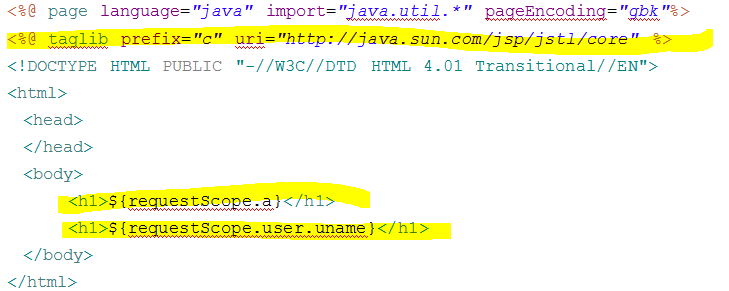 <%@ page language="java" import="java.util.*" pageEncoding="gbk"%>
<%@ taglib prefix="c" uri="http://java.sun.com/jsp/jstl/core" %>
<!DOCTYPE HTML PUBLIC "-//W3C//DTD HTML 4.01 Transitional//EN">
<html>
  <head>
  </head>
  <body>
      <h1>${requestScope.a}</h1>
      <h1>${requestScope.user.uname}</h1>
  </body>
</html>